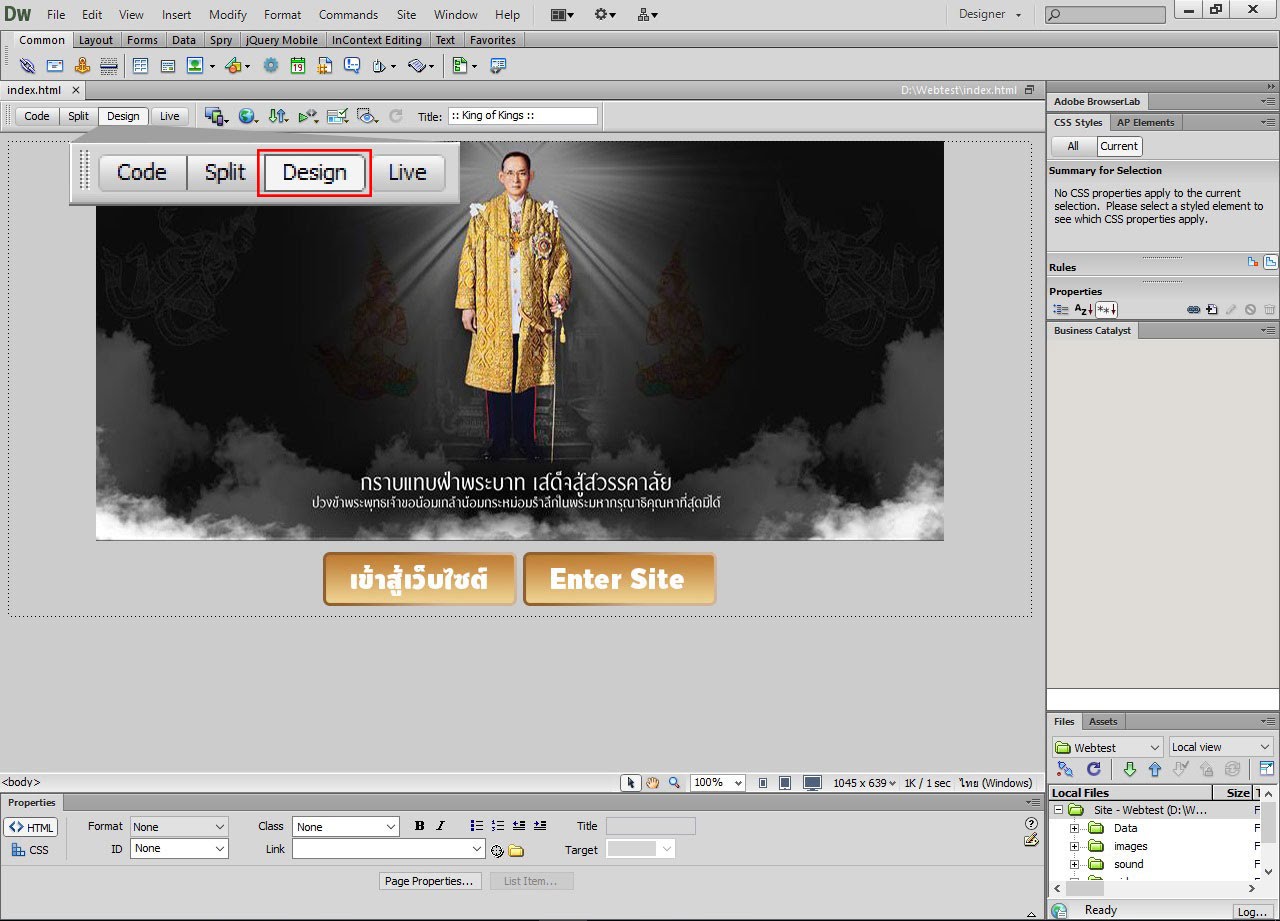 Dw File Edit View Insert Modify Format Commands Site Window Help Designer
Common Layout Forms Data Spry jQuery Mobile InContext Editing Text Favorites
index.html D:\Webtest\index.html
Code Split Design Live Title: :: King of Kings ::
Code Split Design Live
กราบแทบฝ่าพระบาท เสด็จสู่สวรรคาลัย
ปวงข้าพระพุทธเจ้าขอน้อมเกล้าน้อมกระหม่อมรำลึกในพระมหากรุณาธิคุณหาที่สุดมิได้
เข้าสู่เว็บไซต์ Enter Site
<body> 100% 1045 x 639 1K / 1 sec ไทย (Windows)
Properties
HTML Format None Class None B I Title
CSS ID None Link Target
Page Properties... List Item...
Adobe BrowserLab
CSS Styles AP Elements
All Current
Summary for Selection
No CSS properties apply to the current
selection. Please select a styled element to
see which CSS properties apply.
Rules
Properties
Business Catalyst
Files Assets
Webtest Local view
Local Files Size T
Site - Webtest (D:\W... F
Data F
images F
sound F
Ready Log...